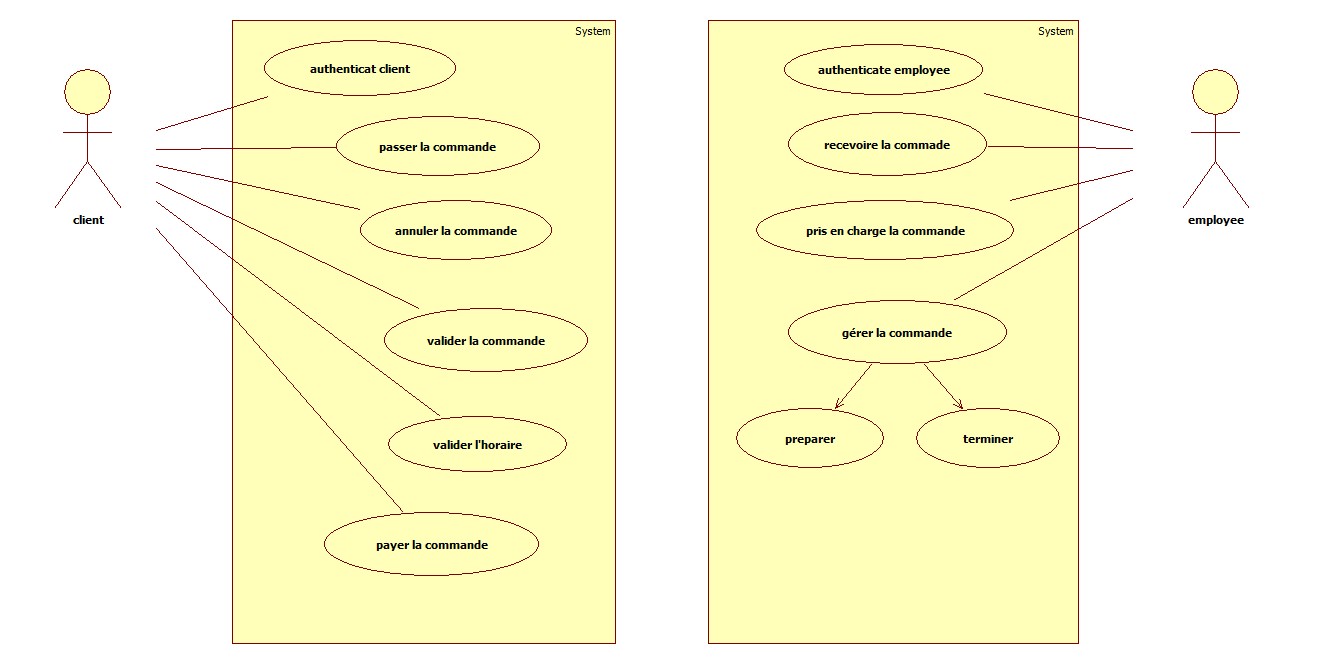 System
authenticat client
passer la commande
annuler la commande
client
valider la commande
valider l'horaire
payer la commande
System
authenticate employee
recevoire la commade
pris en charge la commande
employee
gérer la commande
preparer
terminer